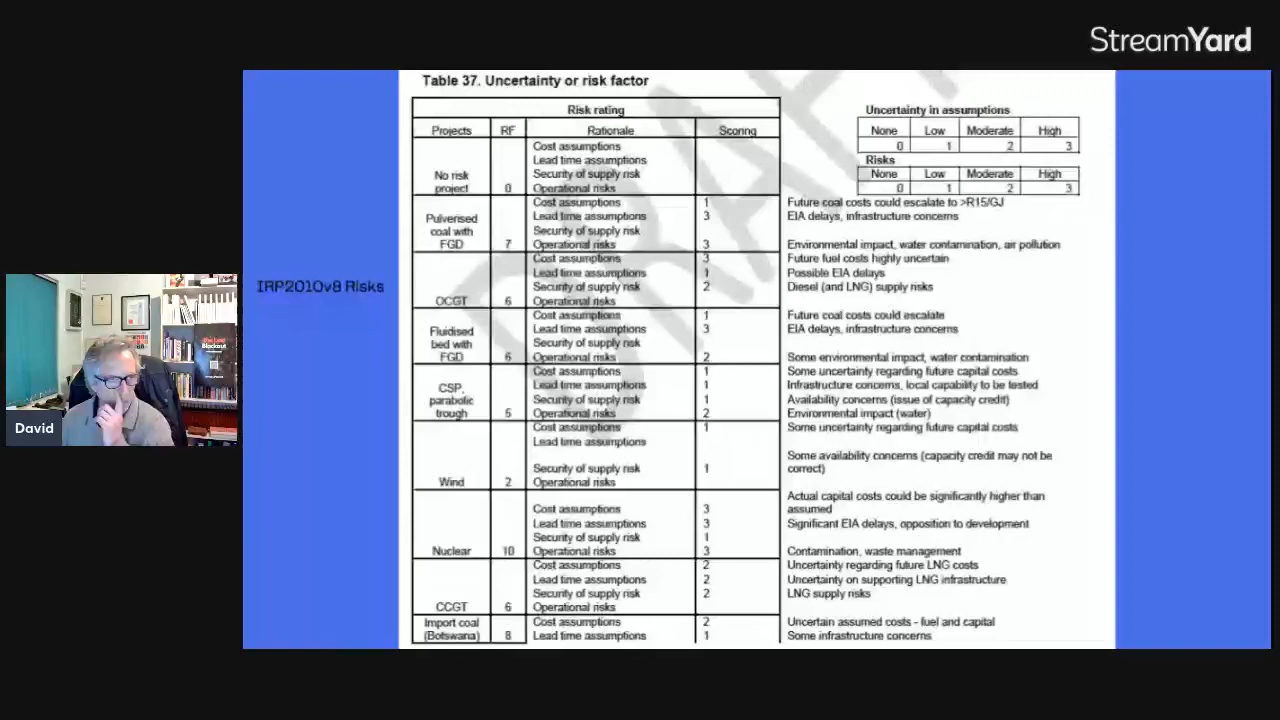 StreamYard
Table 37. Uncertainty or risk factor
Risk rating
Projects RF Rationale Scoring
Uncertainty in assumptions
None Low Moderate High
0 1 2 3
Risks
None Low Moderate High
0 1 2 3
Cost assumptions
Lead time assumptions
No risk Security of supply risk
project 0 Operational risks
Cost assumptions 1 Future coal costs could escalate to >R15/GJ
Pulverised Lead time assumptions 3 EIA delays, infrastructure concerns
coal with Security of supply risk
FGD 7 Operational risks 3 Environmental impact, water contamination, air pollution
Cost assumptions 3 Future fuel costs highly uncertain
Lead time assumptions 1 Possible EIA delays
Security of supply risk 2 Diesel (and LNG) supply risks
OCGT 6 Operational risks
Cost assumptions 1 Future coal costs could escalate
Fluidised Lead time assumptions 3 EIA delays, infrastructure concerns
bed with Security of supply risk
FGD 6 Operational risks 2 Some environmental impact, water contamination
Cost assumptions 1 Some uncertainty regarding future capital costs
CSP, Lead time assumptions 1 Infrastructure concerns, local capability to be tested
parabolic Security of supply risk 1 Availability concerns (issue of capacity credit)
trough 5 Operational risks 2 Environmental impact (water)
Cost assumptions 1 Some uncertainty regarding future capital costs
Lead time assumptions
Some availability concerns (capacity credit may not be
Security of supply risk 1 correct)
Wind 2 Operational risks
Actual capital costs could be significantly higher than
Cost assumptions 3 assumed
Lead time assumptions 3 Significant EIA delays, opposition to development
Security of supply risk 1
Nuclear 10 Operational risks 3 Contamination, waste management
Cost assumptions 2 Uncertainty regarding future LNG costs
Lead time assumptions 2 Uncertainty on supporting LNG infrastructure
Security of supply risk 2 LNG supply risks
CCGT 6 Operational risks
Import coal Cost assumptions 2 Uncertain assumed costs - fuel and capital
(Botswana) 8 Lead time assumptions 1 Some infrastructure concerns
IRP2010v8 Risks
Blackout
David